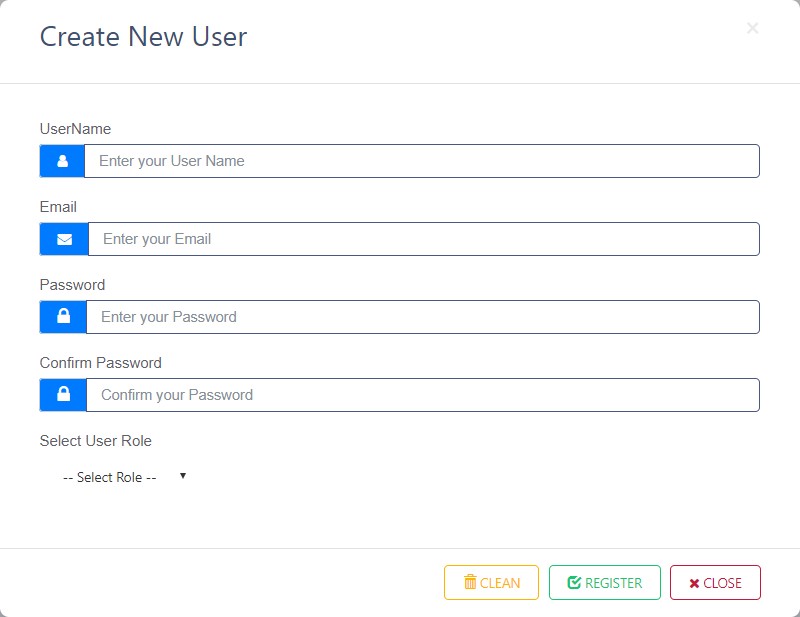 Create New User
×
UserName
Enter your User Name
Email
Enter your Email
Password
Enter your Password
Confirm Password
Confirm your Password
Select User Role
-- Select Role --
CLEAN REGISTER CLOSE